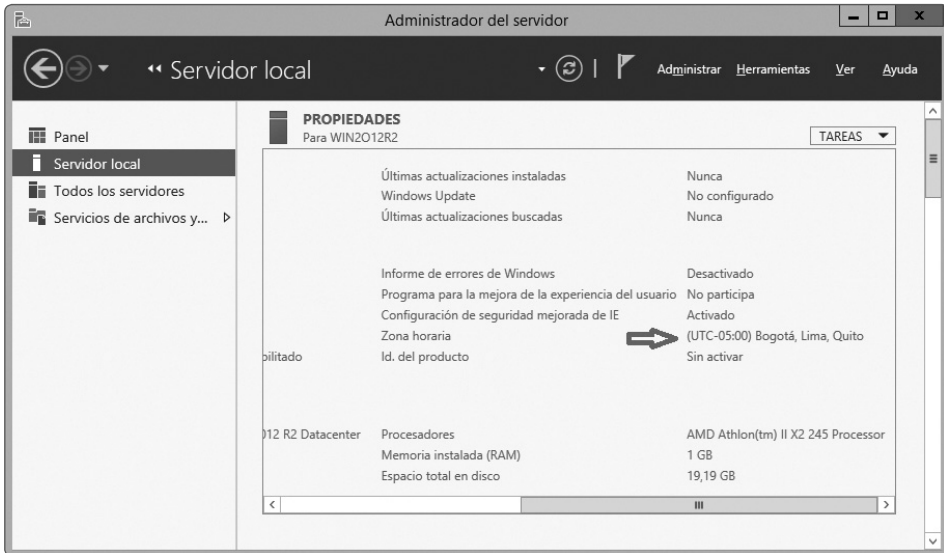 Administrador del servidor
Servidor local
Administrar Herramientas Ver Ayuda
Panel
Servidor local
Todos los servidores
Servicios de archivos y...
PROPIEDADES
Para WIN2O12R2
TAREAS
Últimas actualizaciones instaladas Nunca
Windows Update No configurado
Últimas actualizaciones buscadas Nunca
Informe de errores de Windows Desactivado
Programa para la mejora de la experiencia del usuario No participa
Configuración de seguridad mejorada de IE Activado
Zona horaria (UTC-05:00) Bogotá, Lima, Quito
bilitado Id. del producto Sin activar
012 R2 Datacenter Procesadores AMD Athlon(tm) II X2 245 Processor
Memoria instalada (RAM) 1 GB
Espacio total en disco 19,19 GB